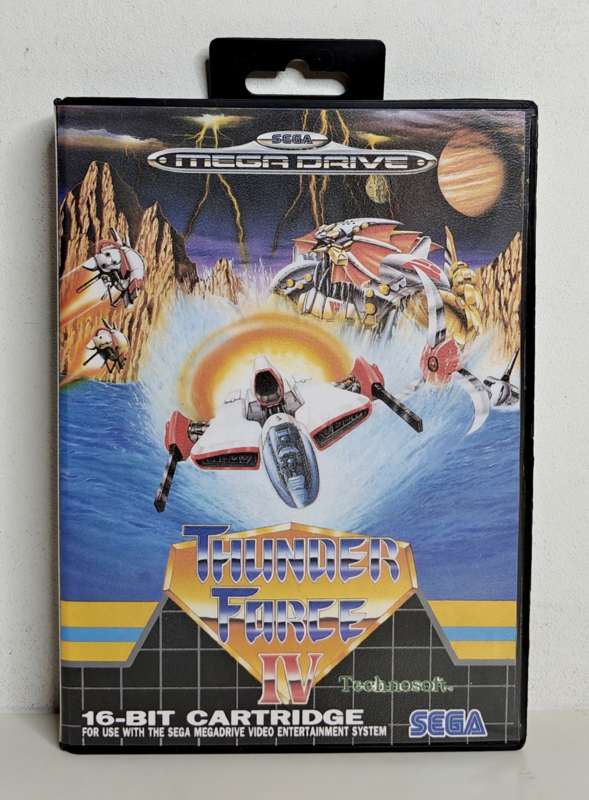 SEGA
MEGA DRIVE
THUNDER
FORCE
IV
Technosoft.
16-BIT CARTRIDGE
FOR USE WITH THE SEGA MEGADRIVE VIDEO ENTERTAINMENT SYSTEM
SEGA